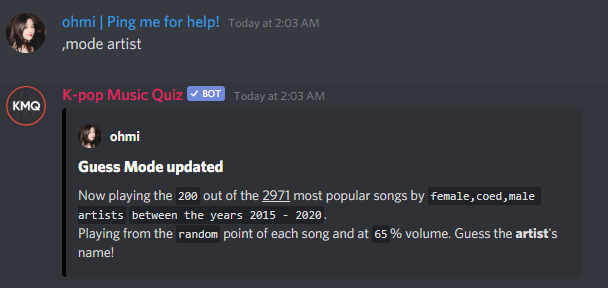 ohmi | Ping me for help! Today at 2:03 AM
,mode artist
KMQ
K-pop Music Quiz ✓ BOT Today at 2:03 AM
ohmi
Guess Mode updated
Now playing the 200 out of the 2971 most popular songs by female,coed,male
artists between the years 2015 - 2020.
Playing from the random point of each song and at 65% volume. Guess the artist's
name!